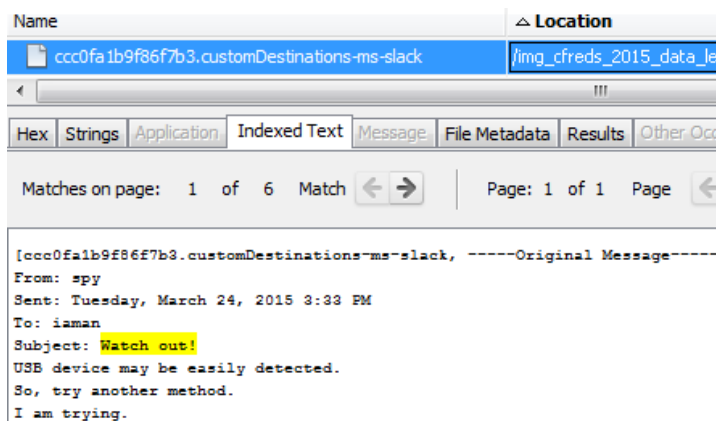 Name △ Location
ccc0fa1b9f86f7b3.customDestinations-ms-slack /img_cfreds_2015_data_le
Hex Strings Application Indexed Text Message File Metadata Results Other Occ
Matches on page: 1 of 6 Match Page: 1 of 1 Page
[ccc0fa1b9f86f7b3.customDestinations-ms-slack, -----Original Message-----
From: spy
Sent: Tuesday, March 24, 2015 3:33 PM
To: iaman
Subject: Watch out!
USB device may be easily detected.
So, try another method.
I am trying.